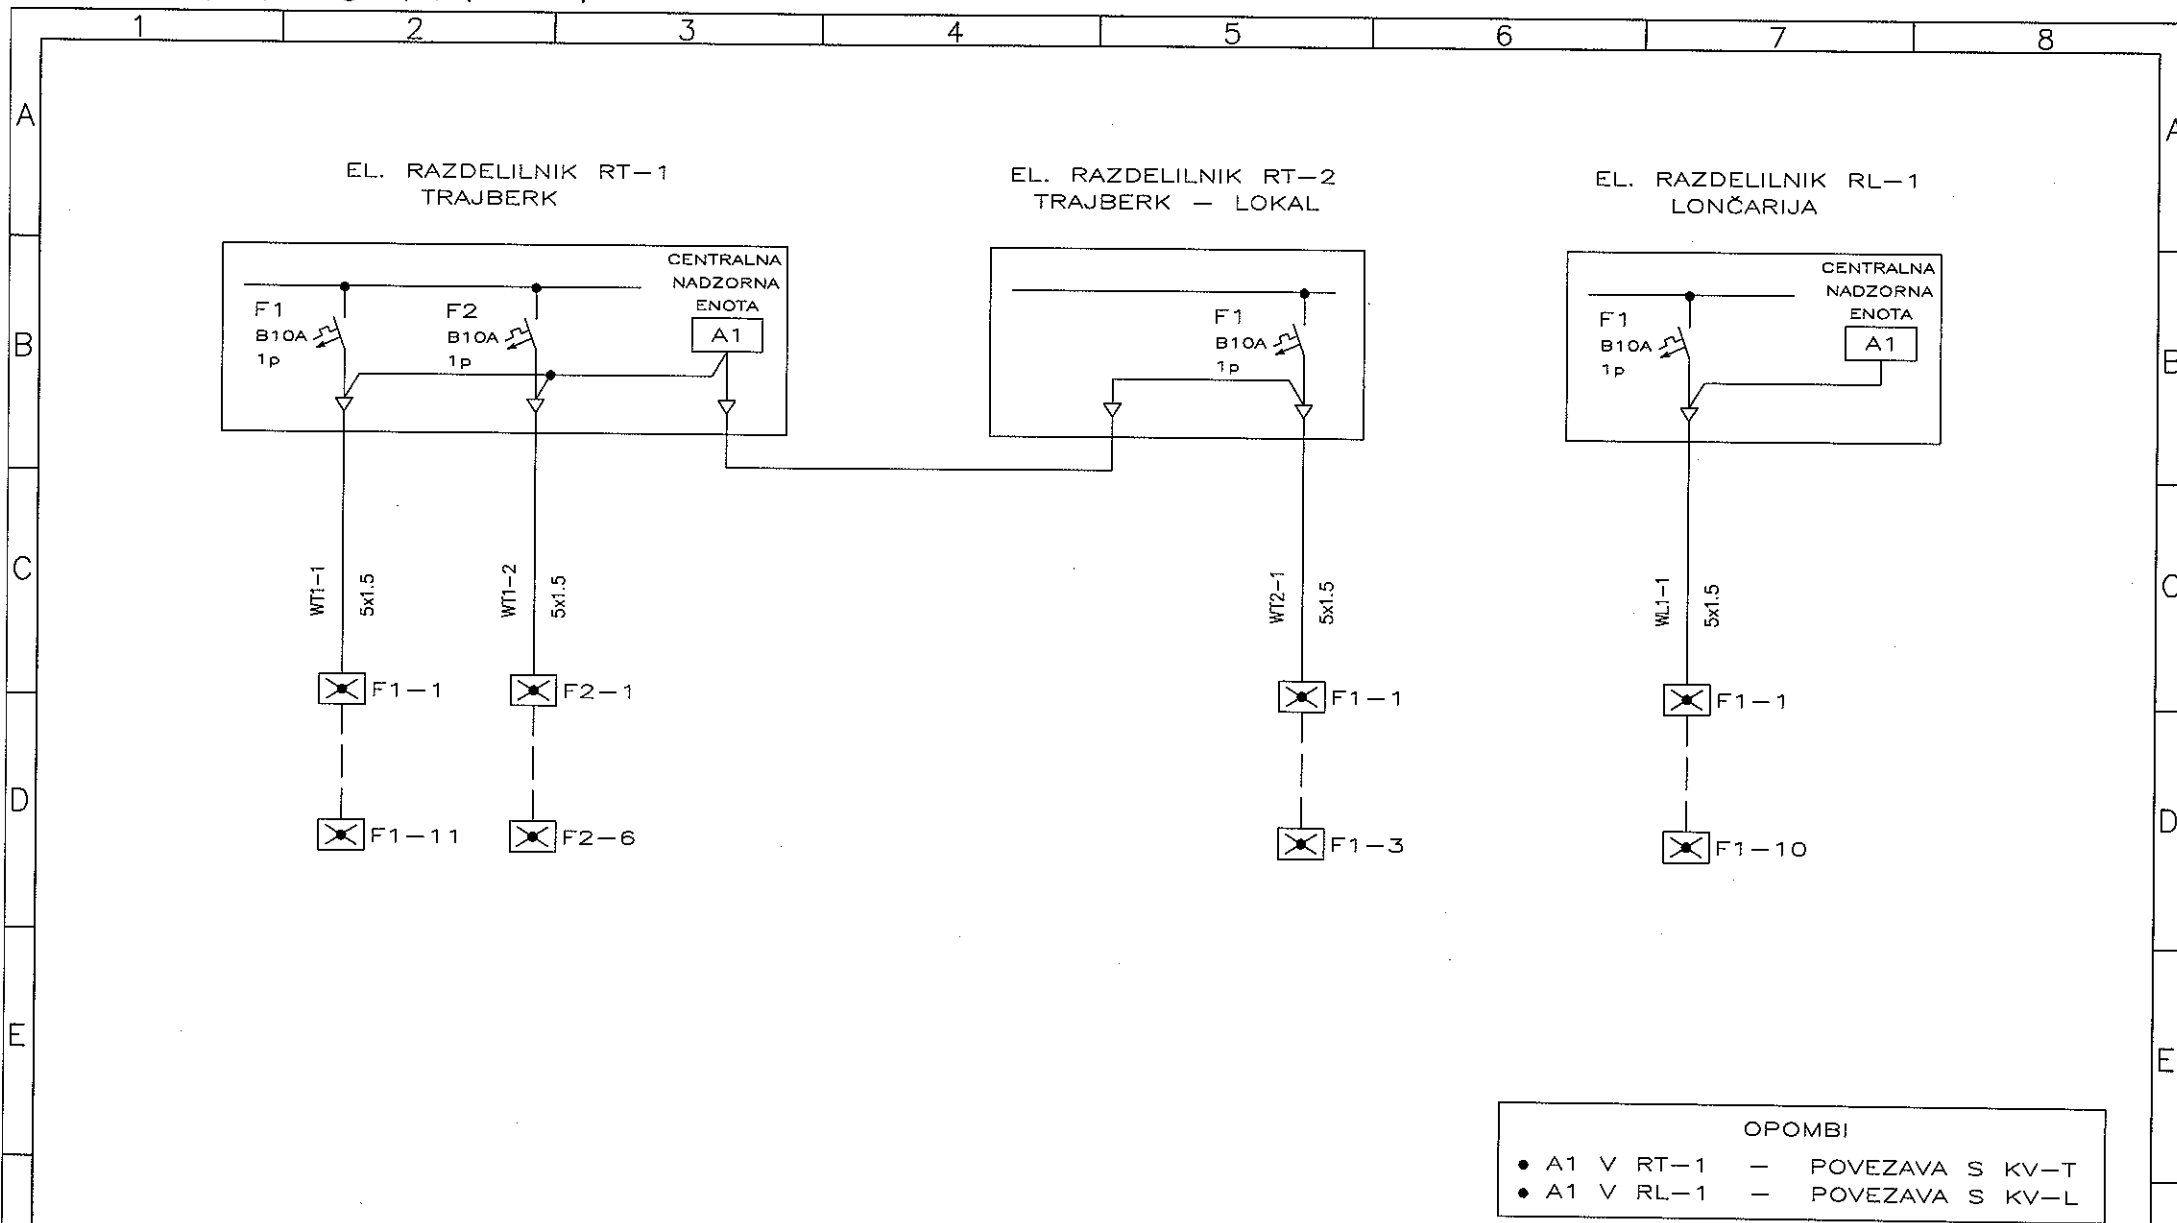 1 2 3 4 5 6 7 8
A A
EL. RAZDELILNIK RT-1
TRAJBERK
EL. RAZDELILNIK RT-2
TRAJBERK - LOKAL
EL. RAZDELILNIK RL-1
LONČARIJA
B B
F1
B10A
1p
F2
B10A
1p
CENTRALNA
NADZORNA
ENOTA
A1
F1
B10A
1p
F1
B10A
1p
CENTRALNA
NADZORNA
ENOTA
A1
C C
WT1-1
5x1.5
WT1-2
5x1.5
WT2-1
5x1.5
WL1-1
5x1.5
F1-1
F2-1
F1-1
F1-1
D D
F1-11
F2-6
F1-3
F1-10
E E
OPOMBI
• A1 V RT-1 - POVEZAVA S KV-T
• A1 V RL-1 - POVEZAVA S KV-L